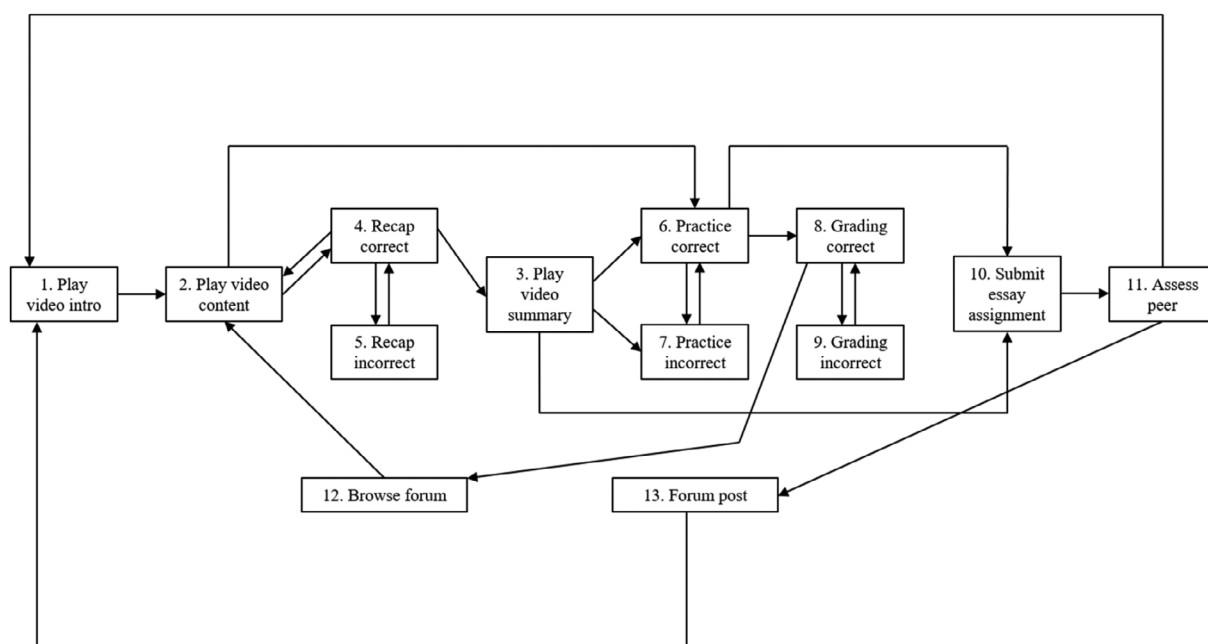 1. Play
video intro
2. Play video
content
4. Recap
correct
5. Recap
incorrect
3. Play
video
summary
6. Practice
correct
7. Practice
incorrect
8. Grading
correct
9. Grading
incorrect
10. Submit
essay
assignment
11. Assess
peer
12. Browse forum
13. Forum post